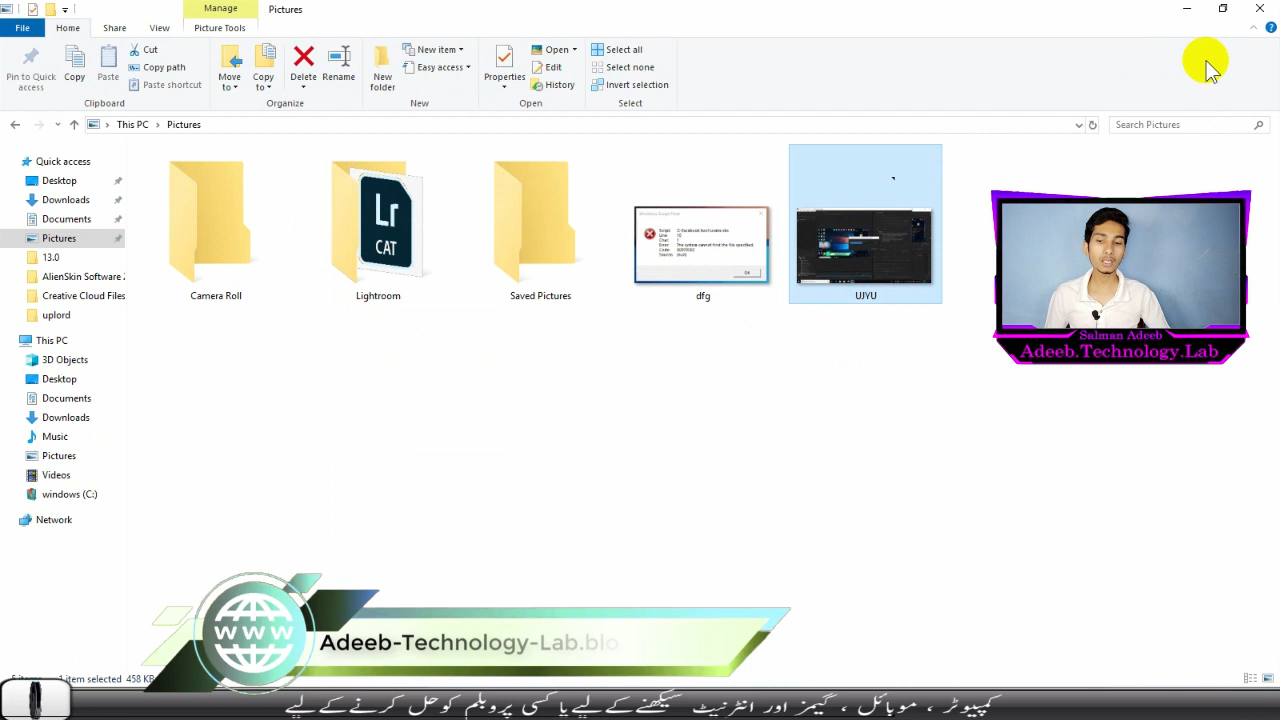 Manage
Pictures
File
Home
Share
View
Picture Tools
Pin to Quick access
Copy
Paste
Cut
Copy path
Paste shortcut
Clipboard
Move to
Copy to
Delete
Rename
Organize
New folder
New item
Easy access
New
Properties
Open
Edit
History
Open
Select all
Select none
Invert selection
Select
This PC
Pictures
Search Pictures
Quick access
Desktop
Downloads
Documents
Pictures
13.0
AlienSkin Software
Creative Cloud Files
uplord
This PC
3D Objects
Desktop
Documents
Downloads
Music
Pictures
Videos
windows (C:)
Network
Lr
CAT
Camera Roll
Lightroom
Saved Pictures
dfg
UJYU
OK
Salman Adeeb
Adeeb.Technology.Lab
WWW
Adeeb-Technology-Lab.blo
1 item selected 458 KB
کمپیوٹر ، موبائل ، گیمز اور انٹرنیٹ سیکھنے کے لیے یا کسی پروبلم کو حل کرنے کے لیے